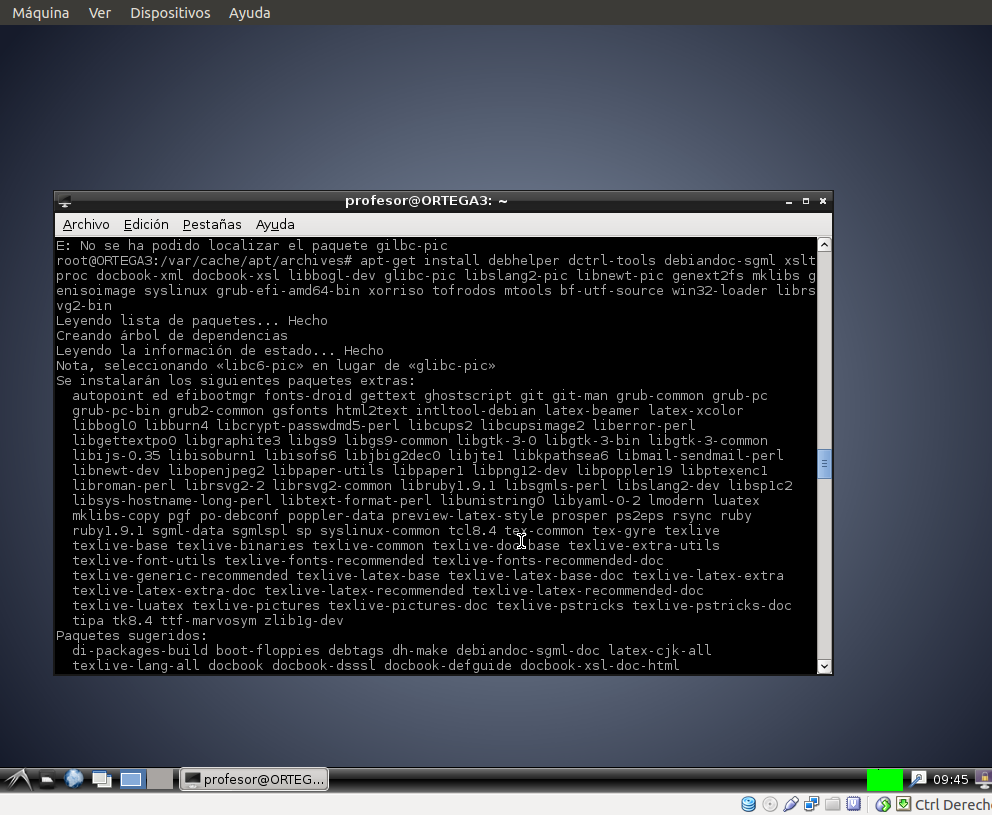 Máquina Ver Dispositivos Ayuda
profesor@ORTEGA3: ~
Archivo Edición Pestañas Ayuda
E: No se ha podido localizar el paquete gilbc-pic
root@ORTEGA3:/var/cache/apt/archives# apt-get install debhelper dctrl-tools debiandoc-sgml xslt
proc docbook-xml docbook-xsl libbogl-dev glibc-pic libslang2-pic libnewt-pic genext2fs mklibs g
enisoimage syslinux grub-efi-amd64-bin xorriso tofrodos mtools bf-utf-source win32-loader librs
vg2-bin
Leyendo lista de paquetes... Hecho
Creando árbol de dependencias
Leyendo la información de estado... Hecho
Nota, seleccionando «libc6-pic» en lugar de «glibc-pic»
Se instalarán los siguientes paquetes extras:
autopoint ed efibootmgr fonts-droid gettext ghostscript git git-man grub-common grub-pc
grub-pc-bin grub2-common gsfonts html2text intltool-debian latex-beamer latex-xcolor
libbogl0 libburn4 libcrypt-passwdmd5-perl libcups2 libcupsimage2 liberror-perl
libgettextpo0 libgraphite3 libgs9 libgs9-common libgtk-3-0 libgtk-3-bin libgtk-3-common
libijs-0.35 libisoburn1 libisofs6 libjbig2dec0 libjte1 libkpathsea6 libmail-sendmail-perl
libnewt-dev libopenjpeg2 libpaper-utils libpaper1 libpng12-dev libpoppler19 libptexenc1
libroman-perl librsvg2-2 librsvg2-common libruby1.9.1 libsgmls-perl libslang2-dev libsp1c2
libsys-hostname-long-perl libtext-format-perl libunistring0 libyaml-0-2 lmodern luatex
mklibs-copy pgf po-debconf poppler-data preview-latex-style prosper ps2eps rsync ruby
ruby1.9.1 sgml-data sgmlspl sp syslinux-common tcl8.4 tex-common tex-gyre texlive
texlive-base texlive-binaries texlive-common texlive-doc-base texlive-extra-utils
texlive-font-utils texlive-fonts-recommended texlive-fonts-recommended-doc
texlive-generic-recommended texlive-latex-base texlive-latex-base-doc texlive-latex-extra
texlive-latex-extra-doc texlive-latex-recommended texlive-latex-recommended-doc
texlive-luatex texlive-pictures texlive-pictures-doc texlive-pstricks texlive-pstricks-doc
tipa tk8.4 ttf-marvosym zlib1g-dev
Paquetes sugeridos:
di-packages-build boot-floppies debtags dh-make debiandoc-sgml-doc latex-cjk-all
texlive-lang-all docbook docbook-dsssl docbook-defguide docbook-xsl-doc-html
profesor@ORTEG... 09:45
Ctrl Derech